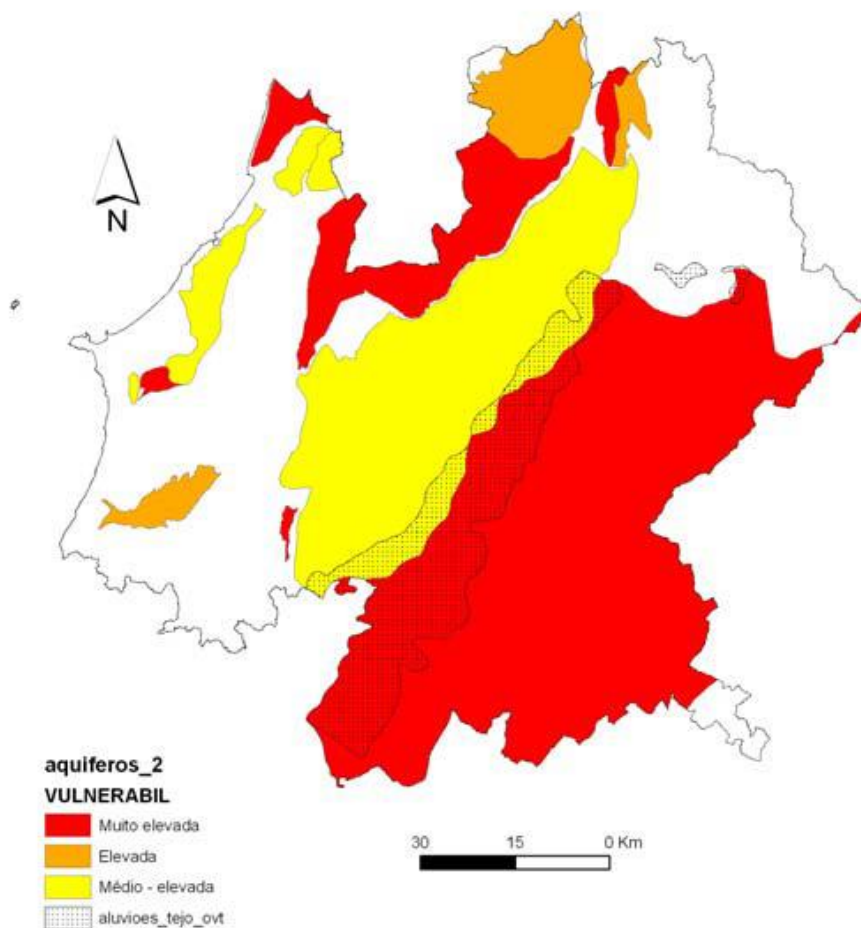 N
aquiferos_2
VULNERABIL
Muito elevada
Elevada
Médio - elevada
aluvioes_tejo_ovt
30 15 0 Km